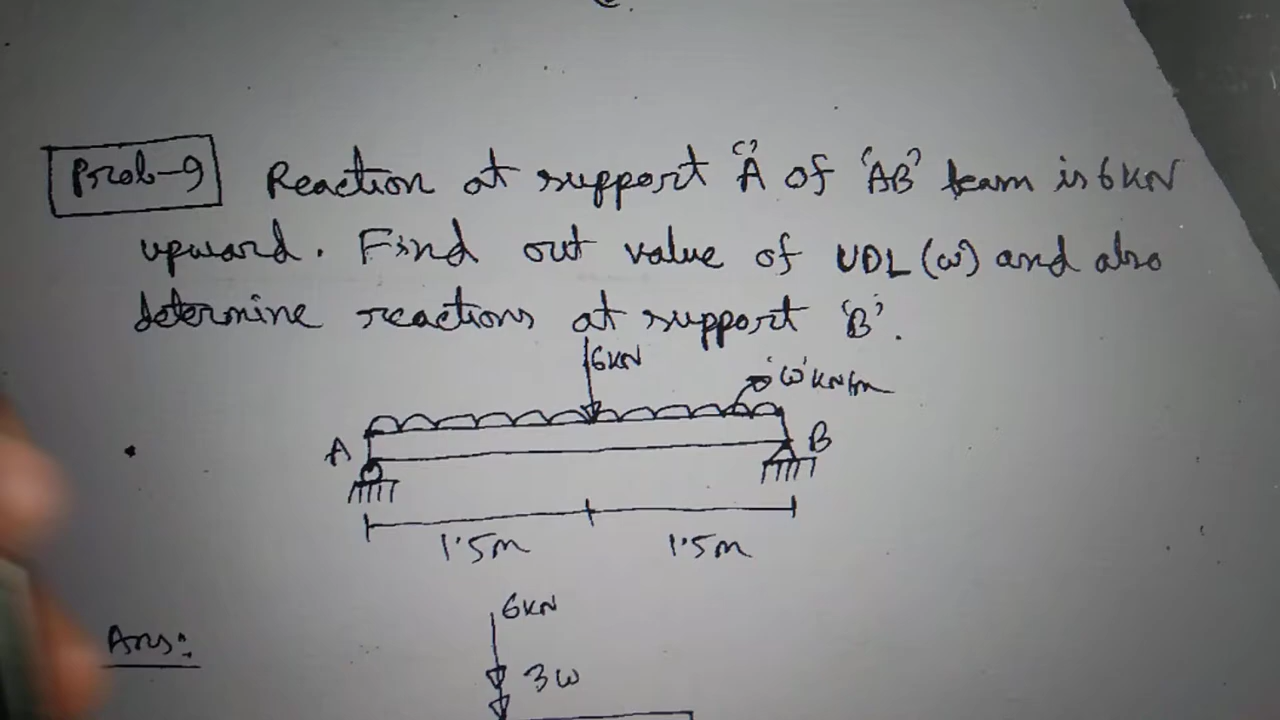 Prob-9 Reaction at support 'A' of 'AB' beam is 6KN
upward. Find out value of UDL (ω) and also
determine reactions at support 'B'.
6KN
'ω' KN/m
A
B
1.5m
1.5m
6KN
Ans:
3ω